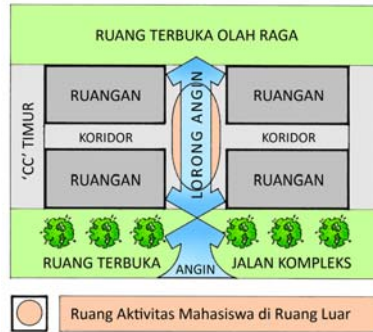 RUANG TERBUKA OLAH RAGA
RUANGAN
RUANGAN
'CC' TIMUR
KORIDOR
LORONG ANGIN
KORIDOR
RUANGAN
RUANGAN
RUANG TERBUKA
ANGIN
JALAN KOMPLEKS
Ruang Aktivitas Mahasiswa di Ruang Luar